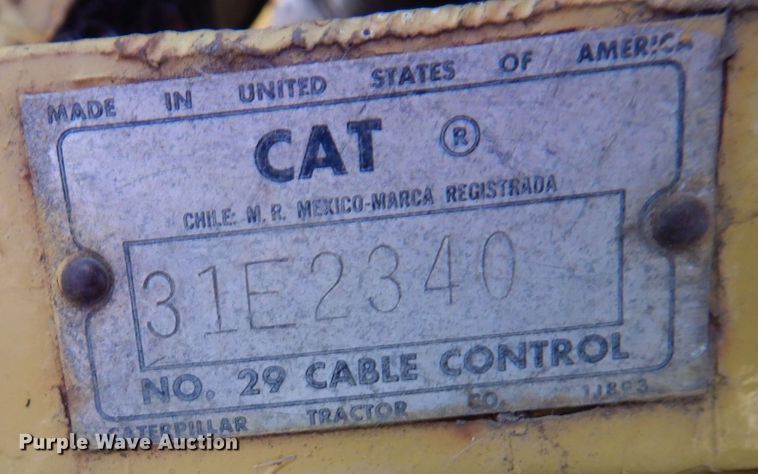 MADE IN UNITED STATES OF AMERICA
CAT ®
CHILE: M. R. MEXICO-MARCA REGISTRADA
31E2340
NO. 29 CABLE CONTROL
CATERPILLAR TRACTOR CO.
Purple Wave Auction